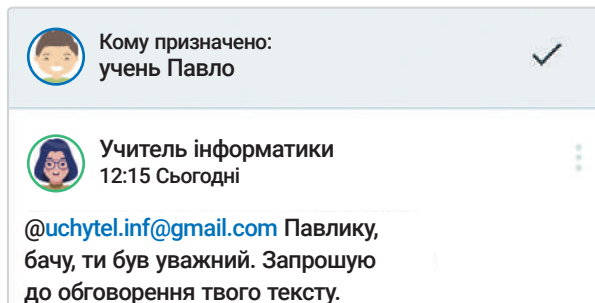 Кому призначено:
учень Павло
Учитель інформатики
12:15 Сьогодні
@uchytel.inf@gmail.com Павлику,
бачу, ти був уважний. Запрошую
до обговорення твого тексту.